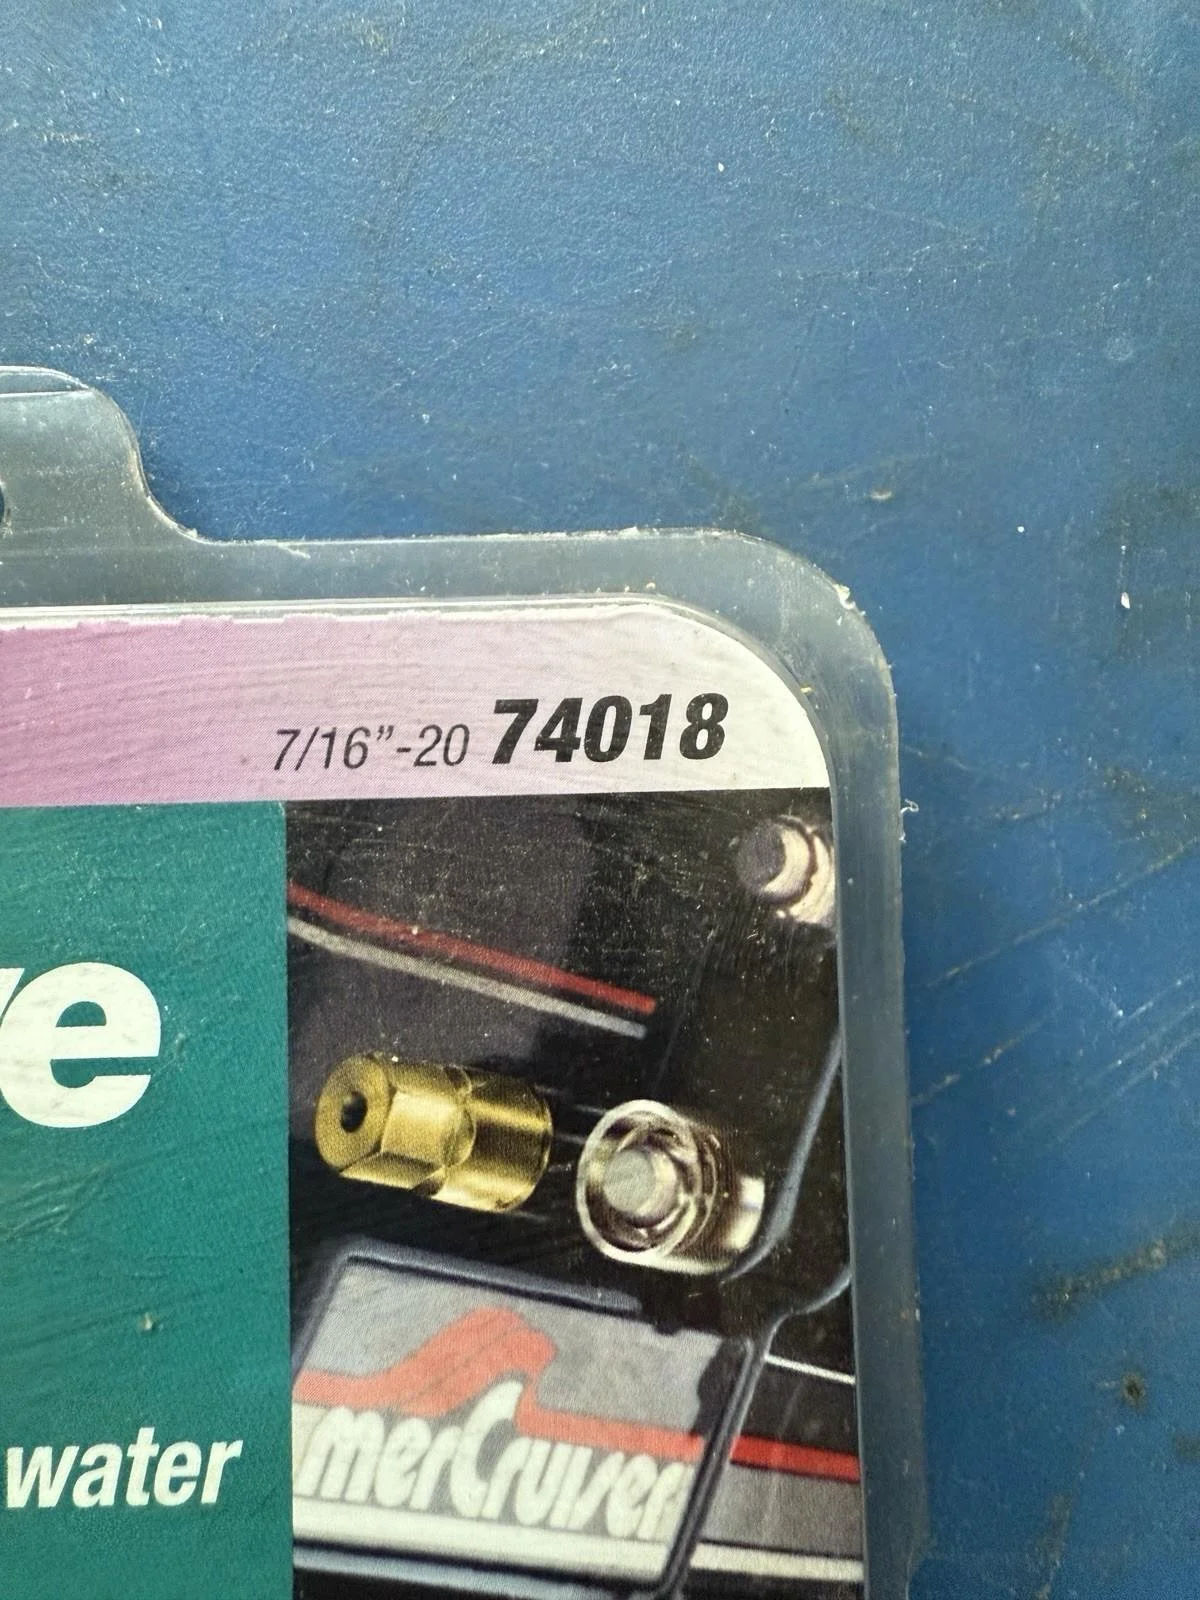 7/16”-20 74018
ve
water
merCruiser